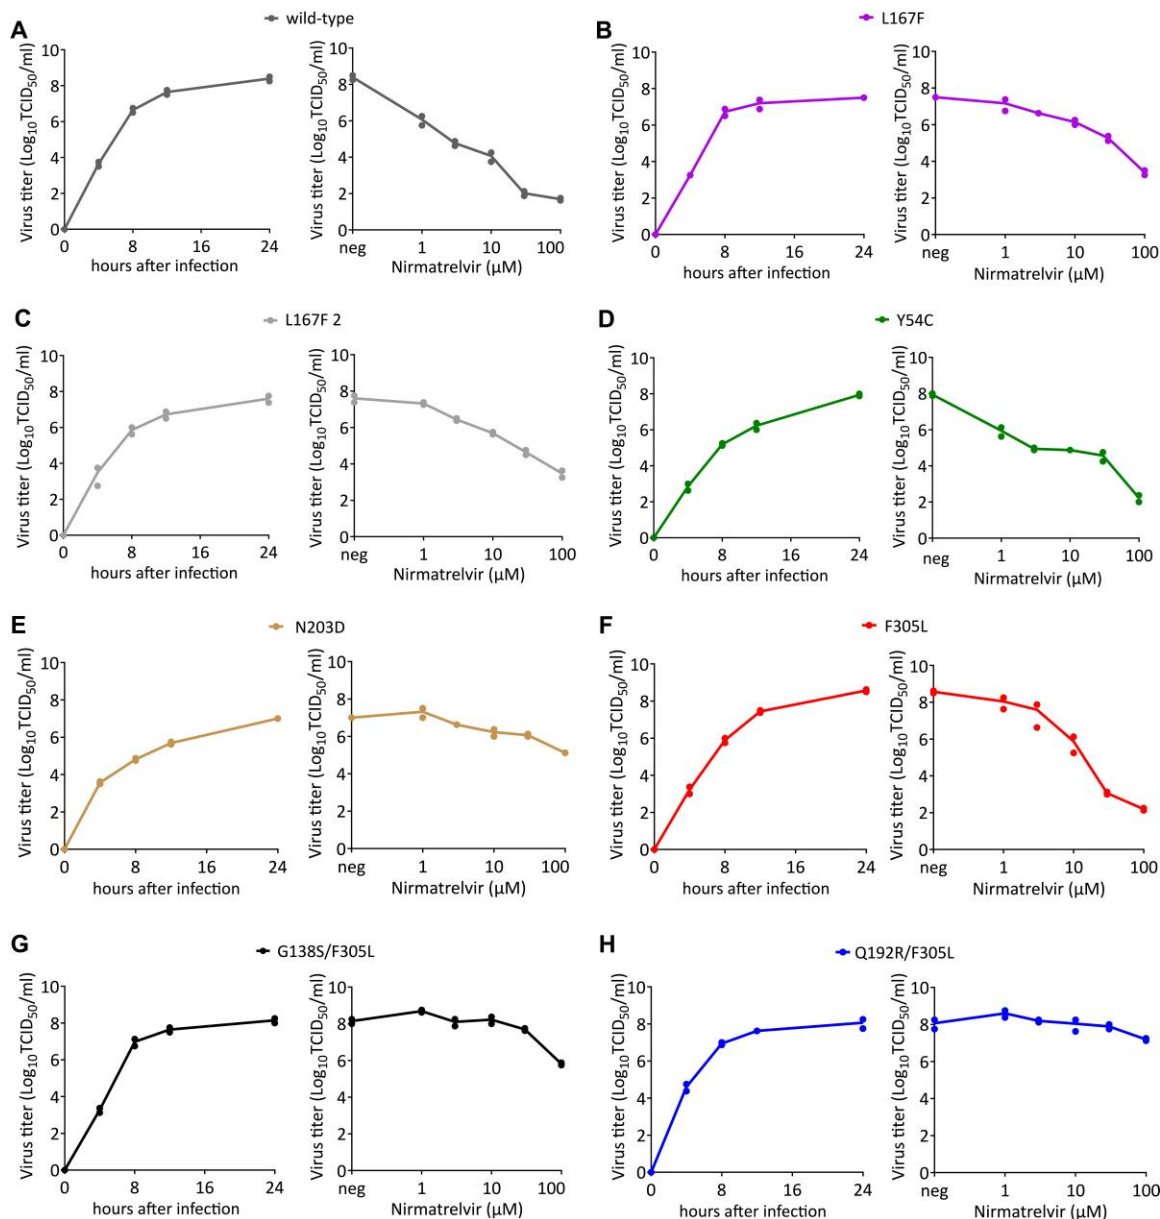 A
wild-type
Virus titer (Log10TCID50/ml)
10
8
6
4
2
0
0
8
16
24
hours after infection
Virus titer (Log10TCID50/ml)
10
8
6
4
2
0
neg
1
10
100
Nirmatrelvir (µM)
B
L167F
Virus titer (Log10TCID50/ml)
10
8
6
4
2
0
0
8
16
24
hours after infection
Virus titer (Log10TCID50/ml)
10
8
6
4
2
0
neg
1
10
100
Nirmatrelvir (µM)
C
L167F 2
Virus titer (Log10TCID50/ml)
10
8
6
4
2
0
0
8
16
24
hours after infection
Virus titer (Log10TCID50/ml)
10
8
6
4
2
0
neg
1
10
100
Nirmatrelvir (µM)
D
Y54C
Virus titer (Log10TCID50/ml)
10
8
6
4
2
0
0
8
16
24
hours after infection
Virus titer (Log10TCID50/ml)
10
8
6
4
2
0
neg
1
10
100
Nirmatrelvir (µM)
E
N203D
Virus titer (Log10TCID50/ml)
10
8
6
4
2
0
0
8
16
24
hours after infection
Virus titer (Log10TCID50/ml)
10
8
6
4
2
0
neg
1
10
100
Nirmatrelvir (µM)
F
F305L
Virus titer (Log10TCID50/ml)
10
8
6
4
2
0
0
8
16
24
hours after infection
Virus titer (Log10TCID50/ml)
10
8
6
4
2
0
neg
1
10
100
Nirmatrelvir (µM)
G
G138S/F305L
Virus titer (Log10TCID50/ml)
10
8
6
4
2
0
0
8
16
24
hours after infection
Virus titer (Log10TCID50/ml)
10
8
6
4
2
0
neg
1
10
100
Nirmatrelvir (µM)
H
Q192R/F305L
Virus titer (Log10TCID50/ml)
10
8
6
4
2
0
0
8
16
24
hours after infection
Virus titer (Log10TCID50/ml)
10
8
6
4
2
0
neg
1
10
100
Nirmatrelvir (µM)